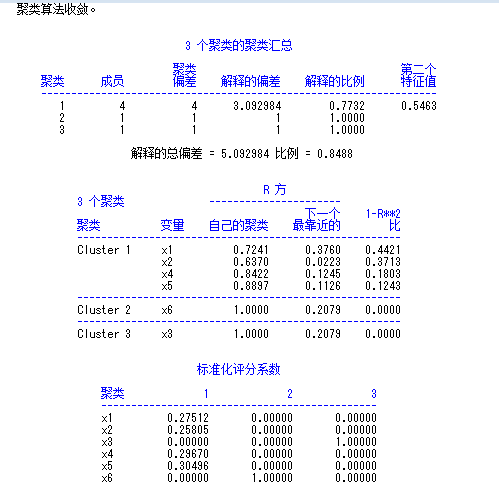 聚类算法收敛。
3 个聚类的聚类汇总
聚类 第二个
聚类 成员 偏差 解释的偏差 解释的比例 特征值
1 4 4 3.092984 0.7732 0.5463
2 1 1 1 1.0000
3 1 1 1 1.0000
解释的总偏差 = 5.092984 比例 = 0.8488
R 方
3 个聚类
下一个 1-R**2
聚类 变量 自己的聚类 最靠近的 比
Cluster 1 x1 0.7241 0.3760 0.4421
x2 0.6370 0.0223 0.3713
x4 0.8422 0.1245 0.1803
x5 0.8897 0.1126 0.1243
Cluster 2 x6 1.0000 0.2079 0.0000
Cluster 3 x3 1.0000 0.2079 0.0000
标准化评分系数
聚类 1 2 3
x1 0.27512 0.00000 0.00000
x2 0.25805 0.00000 0.00000
x3 0.00000 0.00000 1.00000
x4 0.29670 0.00000 0.00000
x5 0.30496 0.00000 0.00000
x6 0.00000 1.00000 0.00000